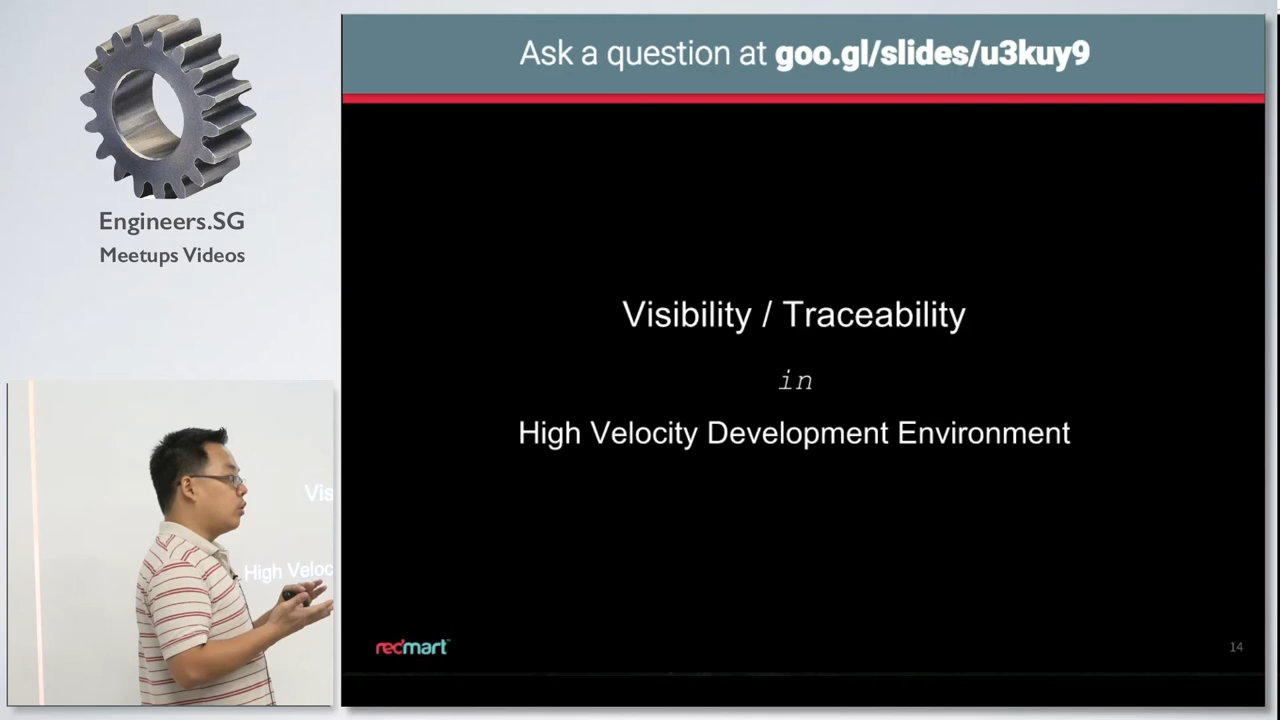 Engineers.SG
Meetups Videos
Ask a question at goo.gl/slides/u3kuy9
Visibility / Traceability
in
High Velocity Development Environment
redmart
14
Vis
High Veloc